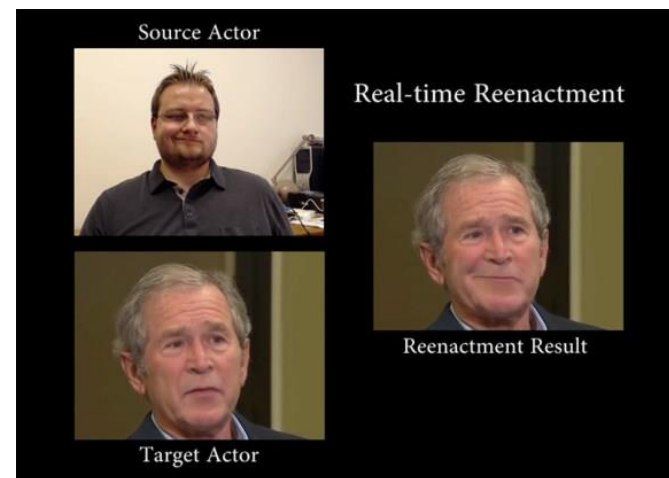 Source Actor
Real-time Reenactment
Reenactment Result
Target Actor